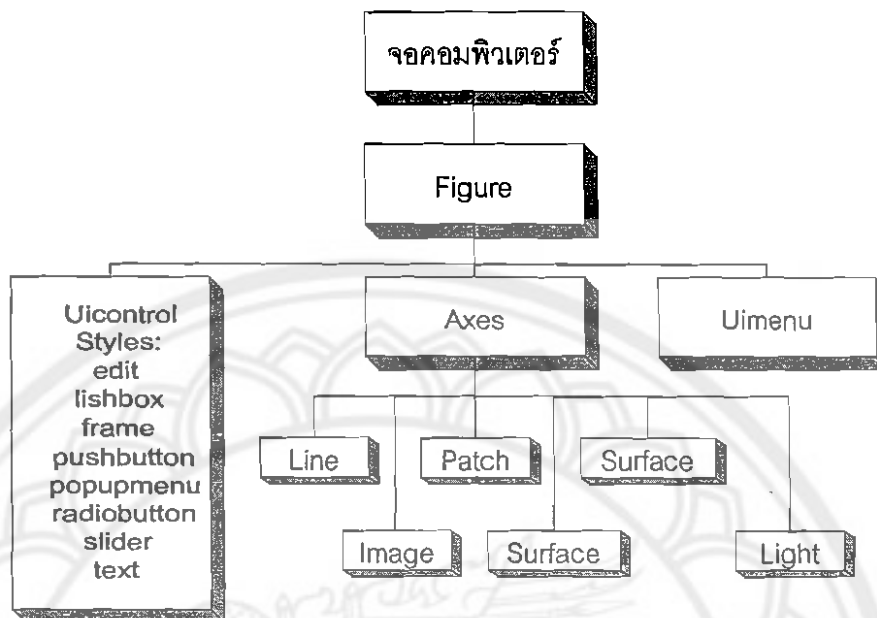 จอคอมพิวเตอร์
Figure
Uicontrol
Styles:
edit
lishbox
frame
pushbutton
popupmenu
radiobutton
slider
text
Axes
Uimenu
Line
Patch
Surface
Image
Surface
Light